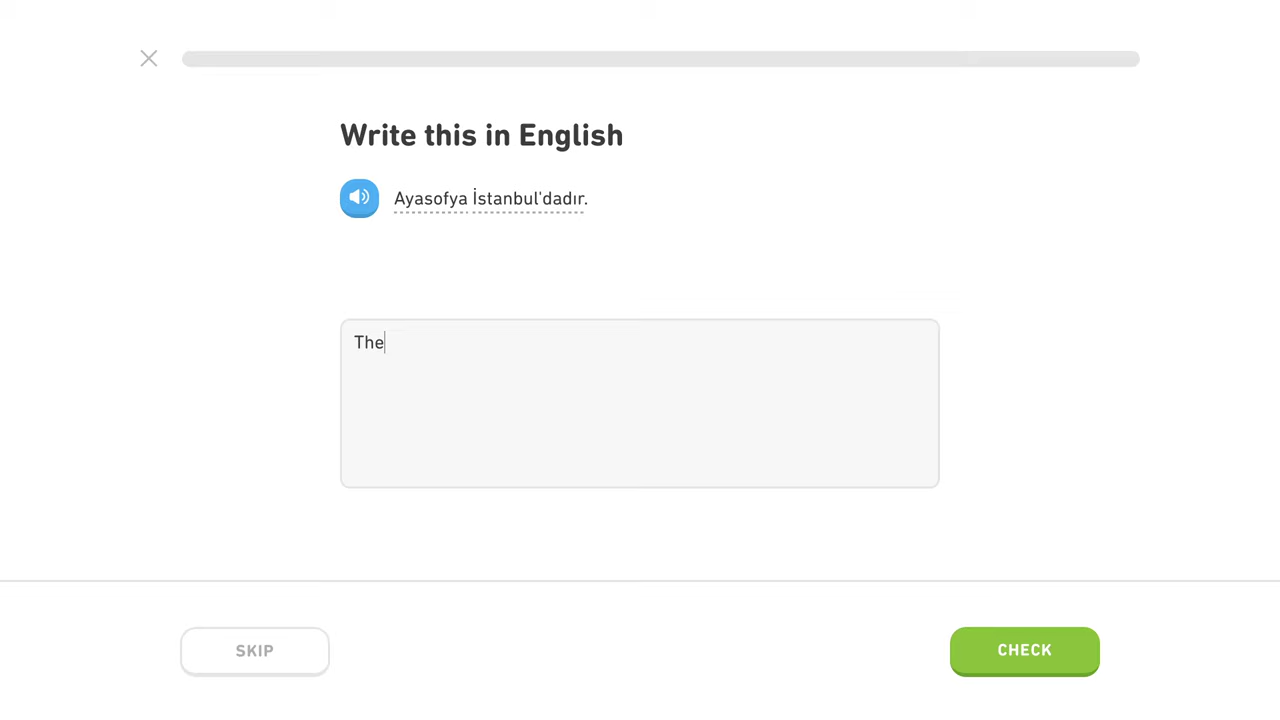 Write this in English
Ayasofya İstanbul'dadır.
The
SKIP
CHECK